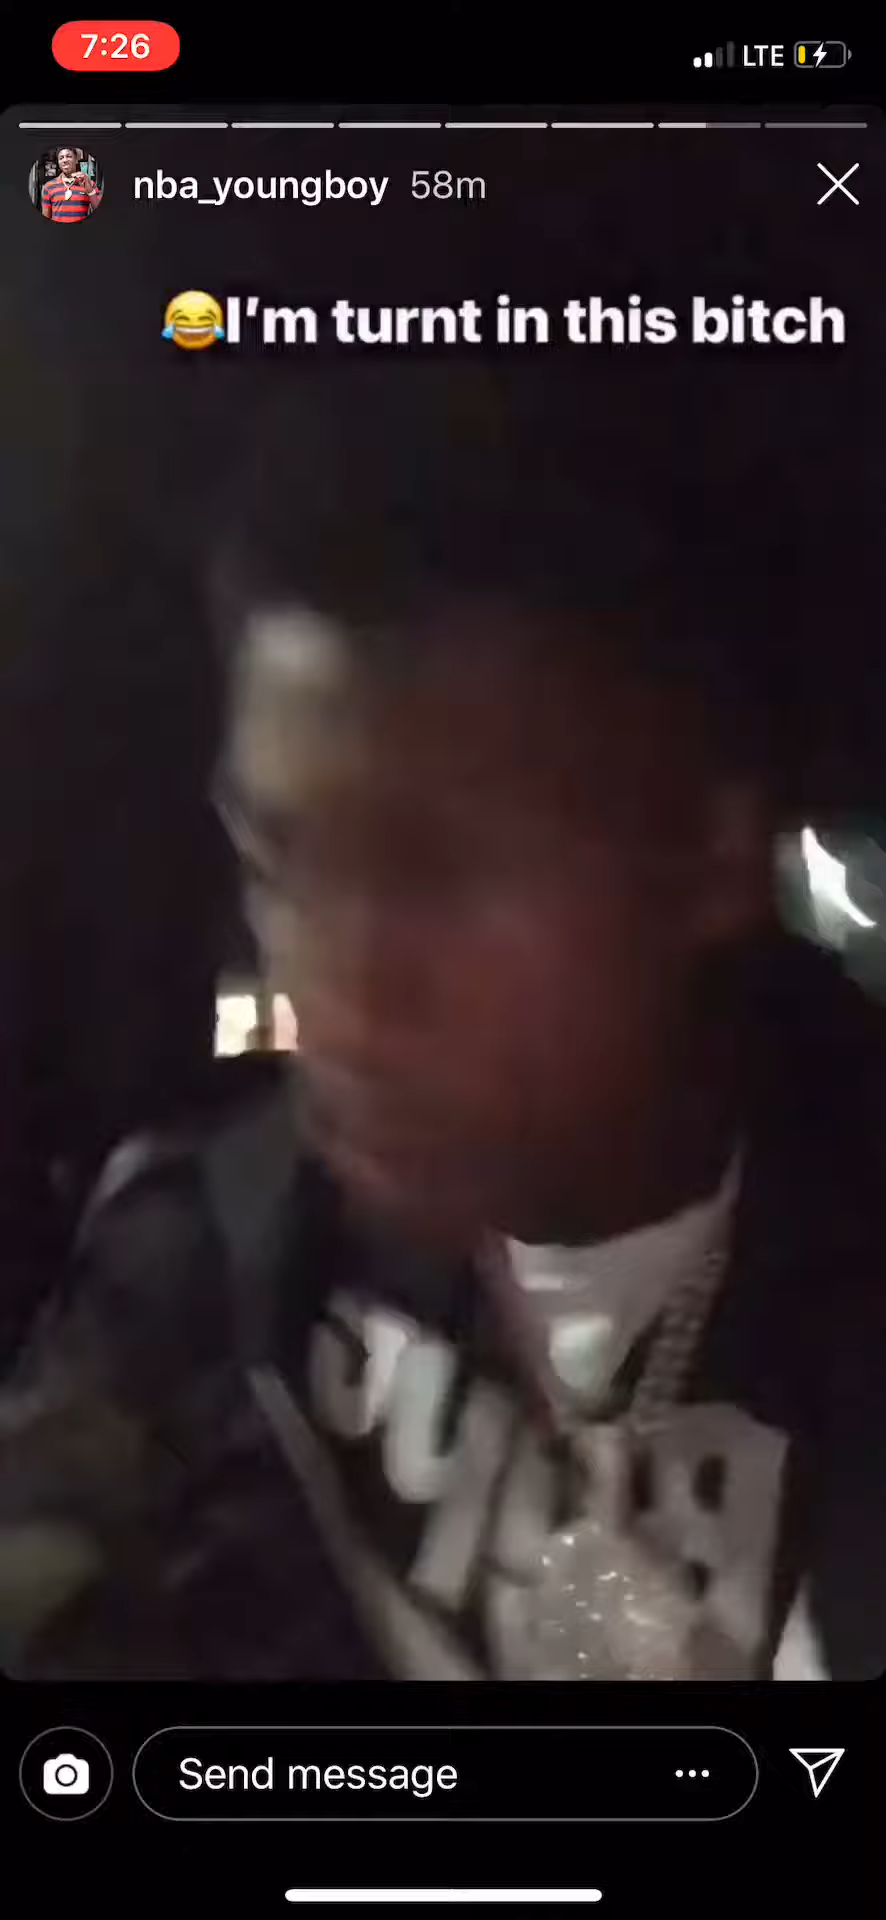 7:26
LTE
nba_youngboy 58m
😂I'm turnt in this bitch
Send message